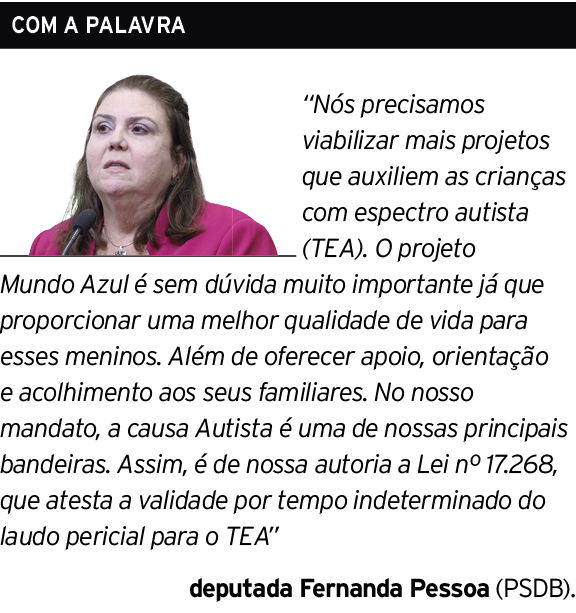 COM A PALAVRA
“Nós precisamos
viabilizar mais projetos
que auxiliem as crianças
com espectro autista
(TEA). O projeto
Mundo Azul é sem dúvida muito importante já que
proporcionar uma melhor qualidade de vida para
esses meninos. Além de oferecer apoio, orientação
e acolhimento aos seus familiares. No nosso
mandato, a causa Autista é uma de nossas principais
bandeiras. Assim, é de nossa autoria a Lei nº 17.268,
que atesta a validade por tempo indeterminado do
laudo pericial para o TEA”
deputada Fernanda Pessoa (PSDB).